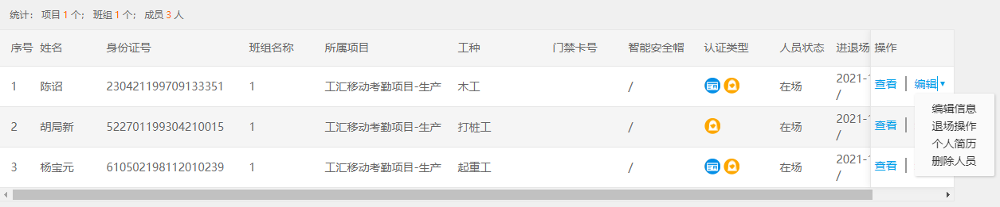 统计： 项目 1 个； 班组 1 个； 成员 3 人
序号 姓名 身份证号 班组名称 所属项目 工种 门禁卡号 智能安全帽 认证类型 人员状态 进退场 操作
1 陈诏 230421199709133351 1 工汇移动考勤项目-生产 木工 / 在场 2021-1 / 查看 | 编辑
编辑信息
退场操作
个人简历
删除人员
2 胡局新 522701199304210015 1 工汇移动考勤项目-生产 打桩工 / 在场 2021-1 / 查看 |
3 杨宝元 610502198112010239 1 工汇移动考勤项目-生产 起重工 / 在场 2021-1 / 查看 |